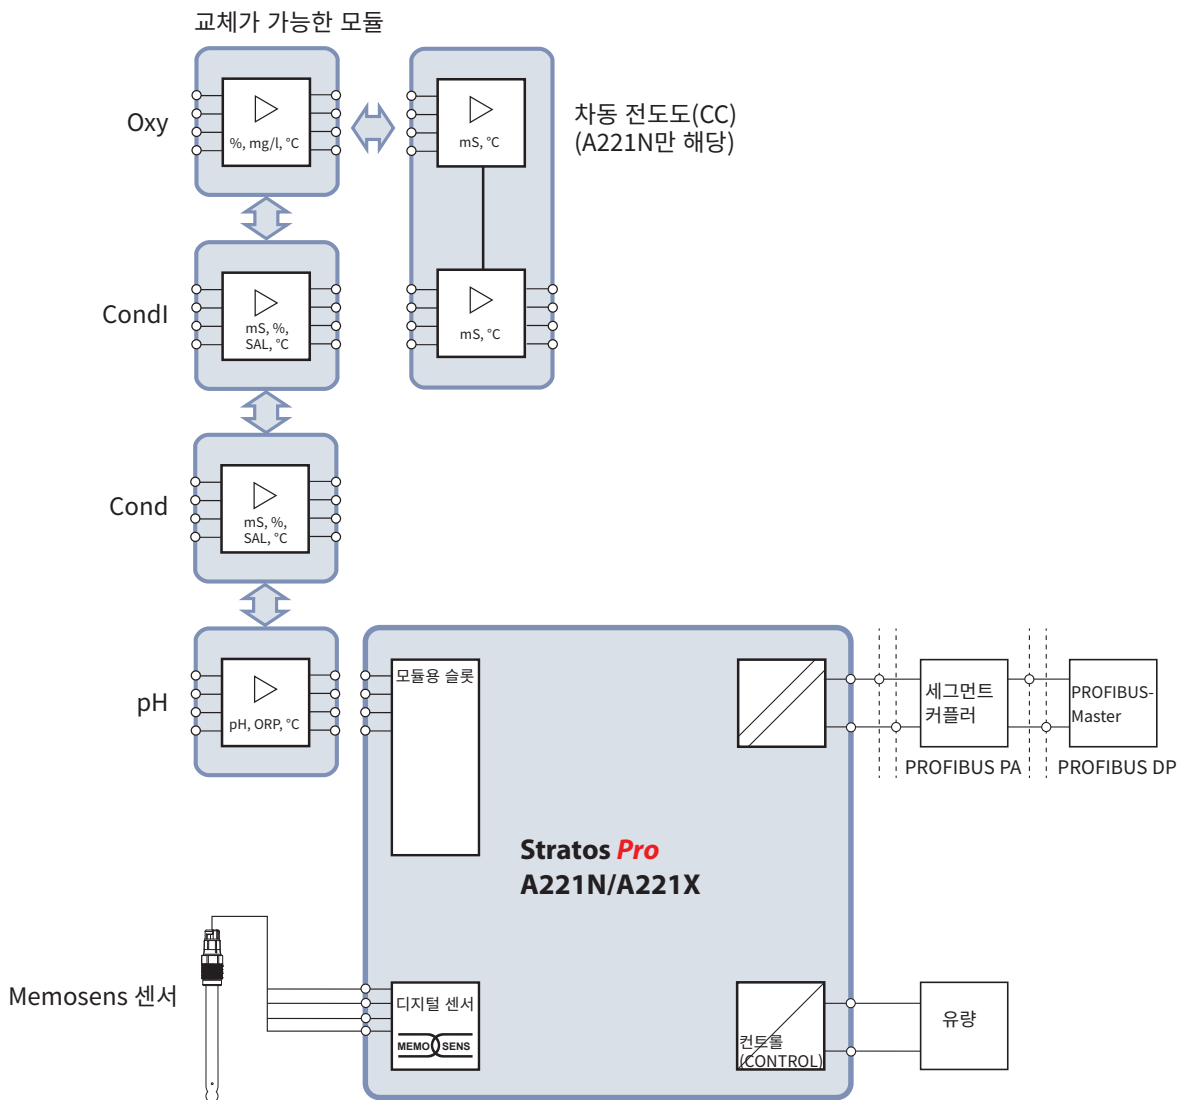 교체가 가능한 모듈
Oxy
%, mg/l, °C
mS, °C
차동 전도도(CC)
(A221N만 해당)
CondI
mS, %,
SAL, °C
mS, °C
Cond
mS, %,
SAL, °C
pH
pH, ORP, °C
모듈용 슬롯
세그먼트
커플러
PROFIBUS-
Master
PROFIBUS PA
PROFIBUS DP
Stratos Pro
A221N/A221X
Memosens 센서
디지털 센서
MEMO SENS
컨트롤
(CONTROL)
유량